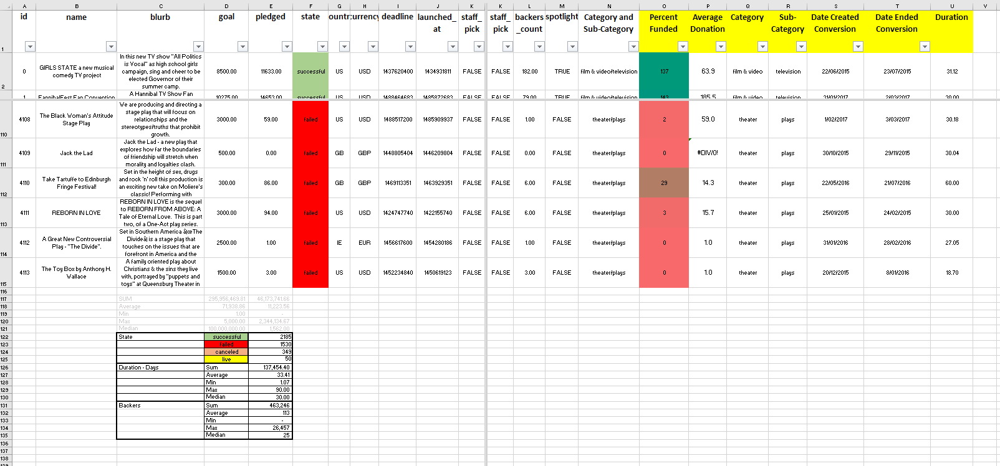 A B C D E F G H I J K K L M N O P Q R S T U V
id name blurb goal pledged state ountr urrency deadline launched_at staff_pick staff_pick backers_count spotlight Category and Sub-Category Percent Funded Average Donation Category Sub-Category Date Created Conversion Date Ended Conversion Duration
1
In this new TV show "All Politics
is Vocal" as high school girls
campaign, sing and cheer to be
elected Governor of their
summer camp.
2 0 GIRLS STATE a new musical comedy TV project 8500.00 11633.00 successful US USD 1437620400 1434931811 FALSE FALSE 182.00 TRUE film & video/television 137 63.9 film & video television 22/06/2015 23/07/2015 31.12
A Hannibal TV Show Fan
1 FannibalFest Fan Convention 10275.00 14653.00 successful US USD 1488464683 1485872683 FALSE FALSE 79.00 TRUE film & video/television 143 185.5 film & video television 31/01/2017 2/03/2017 30.00
We are producing and directing a
stage play that will focus on
relationships and the
stereotypes/truths that prohibit
growth.
110 4108 The Black Woman's Attitude Stage Play 3000.00 59.00 failed US USD 1488517200 1485909937 FALSE FALSE 1.00 FALSE theater/plays 2 59.0 theater plays 1/02/2017 3/03/2017 30.18
Jack the Lad - a new play that
explores how far the boundaries
of friendship will stretch when
morality and loyalties clash.
111 4109 Jack the Lad 500.00 0.00 failed GB GBP 1448805404 1446209804 FALSE FALSE 0.00 FALSE theater/plays 0 #DIV/0! theater plays 30/10/2015 29/11/2015 30.04
Set in the height of sex, drugs
and rock 'n' roll this production is
an exciting new take on Moliere's
classic! Performing with
112 4110 Take Tartuffe to Edinburgh Fringe Festival! 300.00 86.00 failed GB GBP 1469113351 1463929351 FALSE FALSE 6.00 FALSE theater/plays 29 14.3 theater plays 22/05/2016 21/07/2016 60.00
REBORN IN LOVE is the sequel
to REBORN FROM ABOVE: A
Tale of Eternal Love. This is part
two, of a One-Act play series.
113 4111 REBORN IN LOVE 3000.00 94.00 failed US USD 1424747740 1422155740 FALSE FALSE 6.00 FALSE theater/plays 3 15.7 theater plays 25/01/2015 24/02/2015 30.00
Set in Southern America â|œThe
Divideâ| is a stage play that
touches on the issues that are
forefront in America and the
114 4112 A Great New Controversial Play - "The Divide". 2500.00 1.00 failed IE EUR 1456617600 1454280186 FALSE FALSE 1.00 FALSE theater/plays 0 1.0 theater plays 31/01/2016 28/02/2016 27.05
A family oriented play about
Christians & the sins they live
with, portrayed by "puppets and
toys" at Queensbury Theater in
115 4113 The Toy Box by Anthony H. Wallace 1500.00 3.00 failed US USD 1452234840 1450619123 FALSE FALSE 3.00 FALSE theater/plays 0 1.0 theater plays 20/12/2015 8/01/2016 18.70
116
117 SUM 295,956,469.81 46,173,741.66
118 Average 71,938.86 11,223.56
119 Min 1.00 -
120 Max 5,000.00 2,344,134.67
121 Median 100,000,000.00 1,562.00
122 State successful 2185
123 failed 1530
124 canceled 349
125 live 50
126 Duration - Days Sum 137,454.40
127 Average 33.41
128 Min 1.07
129 Max 90.00
130 Median 30.00
131 Backers Sum 463,246
132 Average 113
133 Min -
134 Max 26,457
135 Median 25
136
137
138